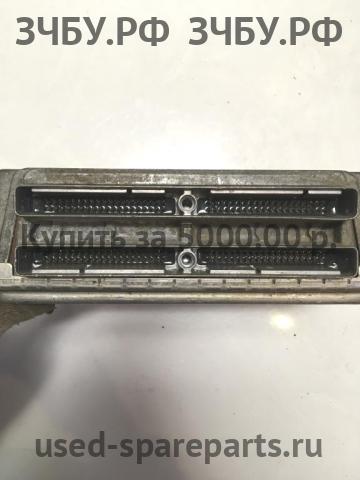 ЗЧБУ.РФ ЗЧБУ.РФ
Купить за 5000.00 р.
used-spareparts.ru